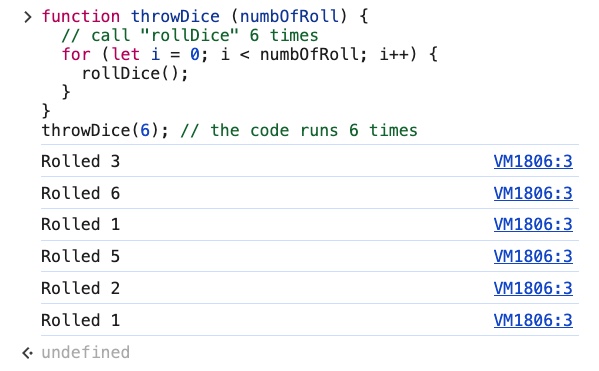 > function throwDice (numbOfRoll) {
// call "rollDice" 6 times
for (let i = 0; i < numbOfRoll; i++) {
rollDice();
}
}
throwDice(6); // the code runs 6 times
Rolled 3 VM1806:3
Rolled 6 VM1806:3
Rolled 1 VM1806:3
Rolled 5 VM1806:3
Rolled 2 VM1806:3
Rolled 1 VM1806:3
undefined